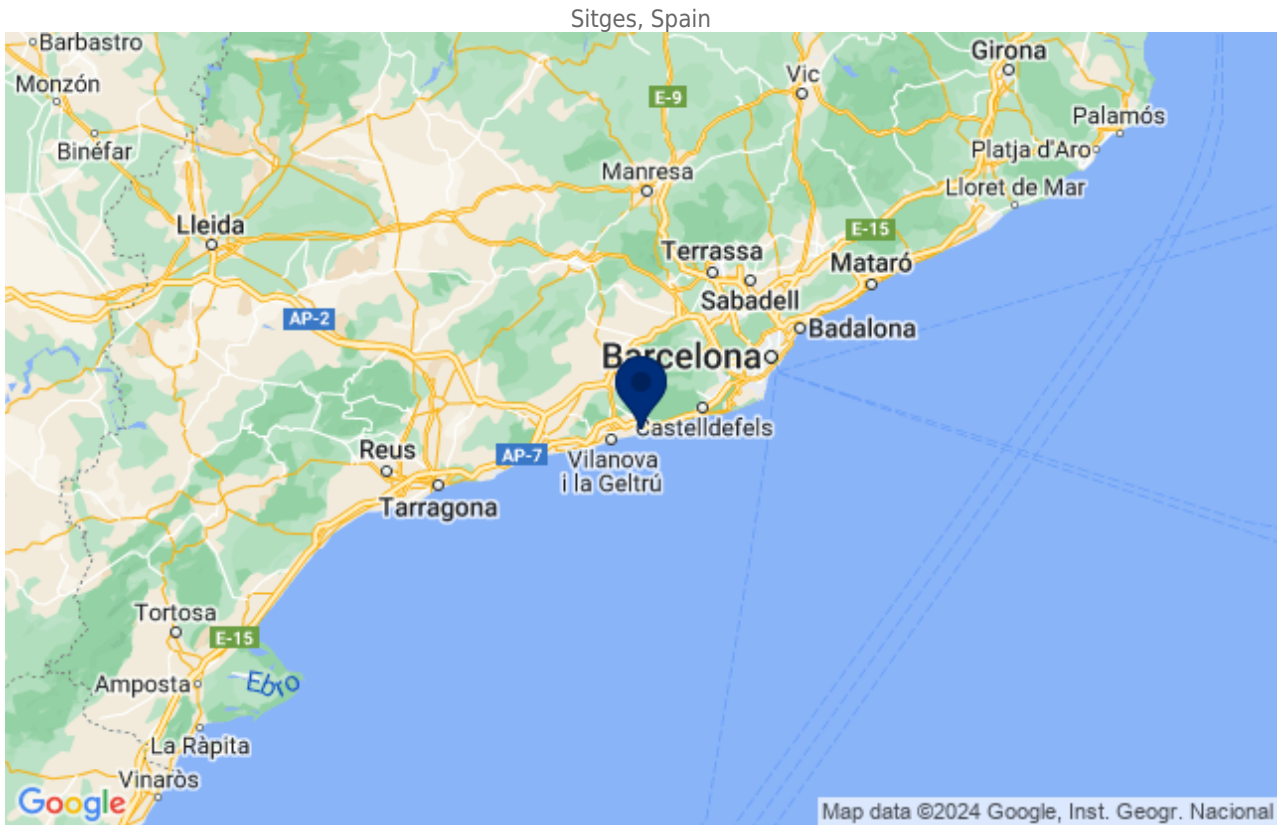 Sitges, Spain
Barbastro
Girona
Vic
Monzón
E-9
Palamós
Binéfar
Platja d'Aro
Manresa
Lloret de Mar
Lleida
E-15
Terrassa
Mataró
Sabadell
AP-2
Badalona
Barcelona
Castelldefels
Reus
AP-7
Vilanova
i la Geltrú
Tarragona
Tortosa
E-15
Amposta
Ebro
La Ràpita
Vinaròs
Google
Map data ©2024 Google, Inst. Geogr. Nacional